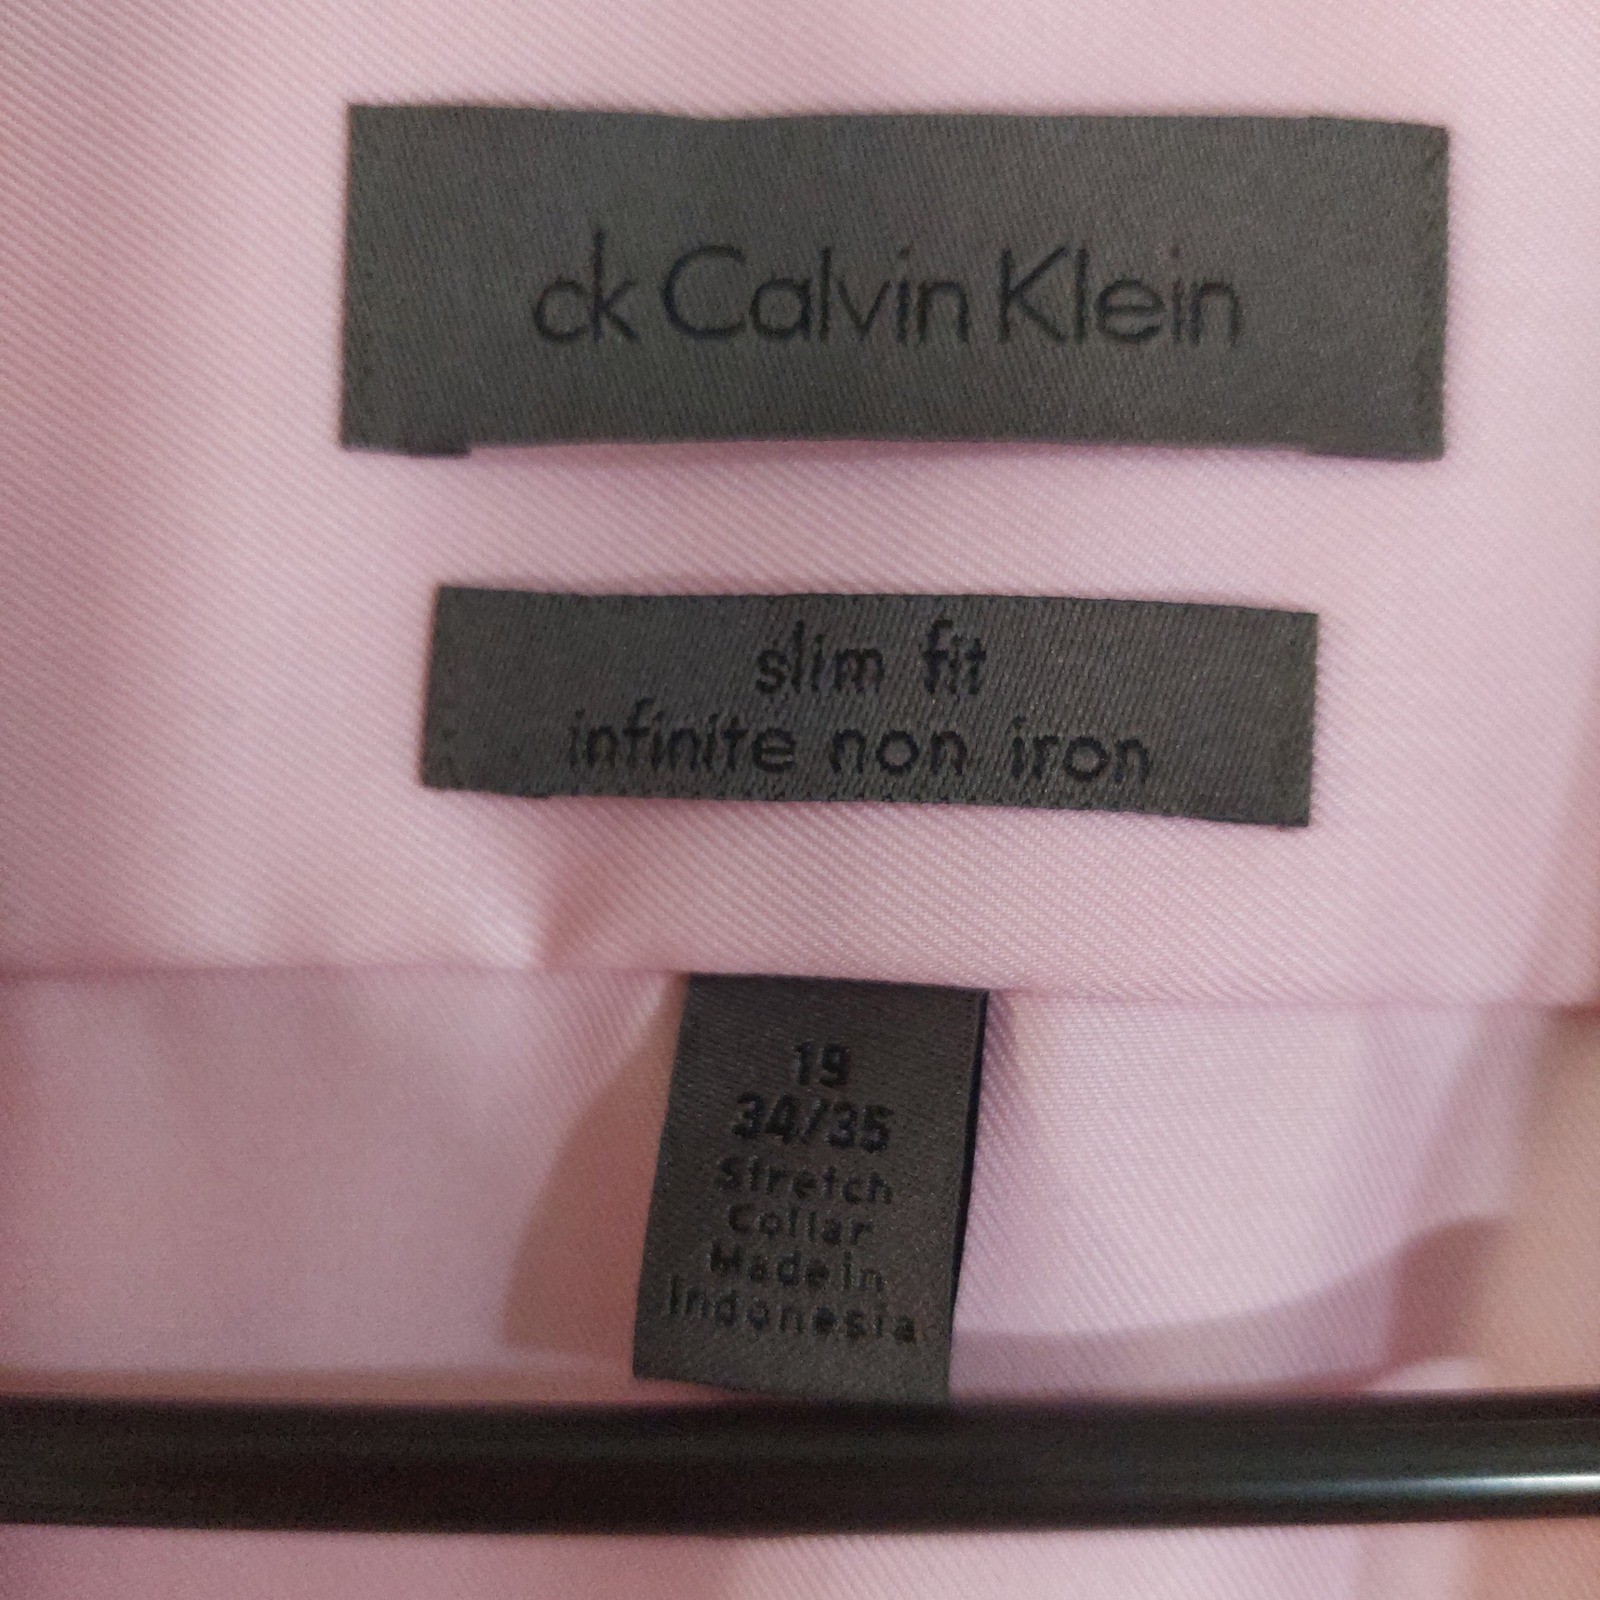 ck Calvin Klein
slim fit
infinite non iron
19
34/35
Stretch
Collar
Made in
Indonesia